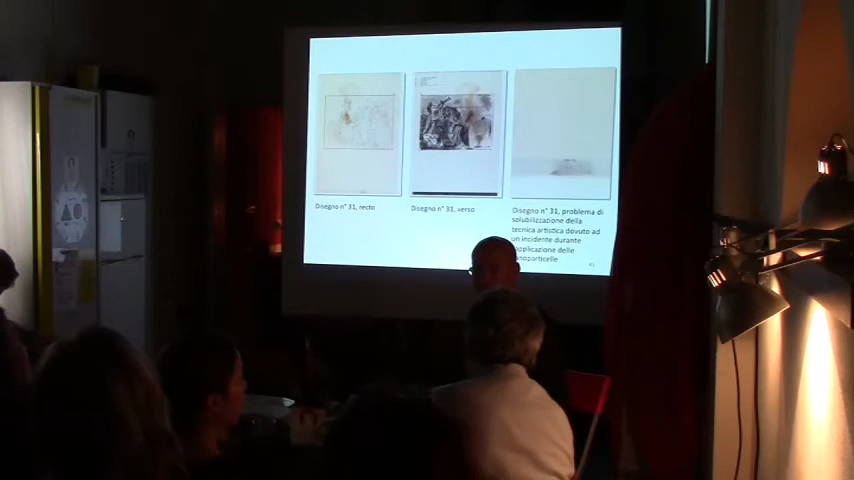 Disegno n° 31, recto
Disegno n° 31, verso
Disegno n° 31, problema di
solubilizzazione della
tecnica artistica dovuto ad
un incidente durante
applicazione delle
nanoparticelle
41